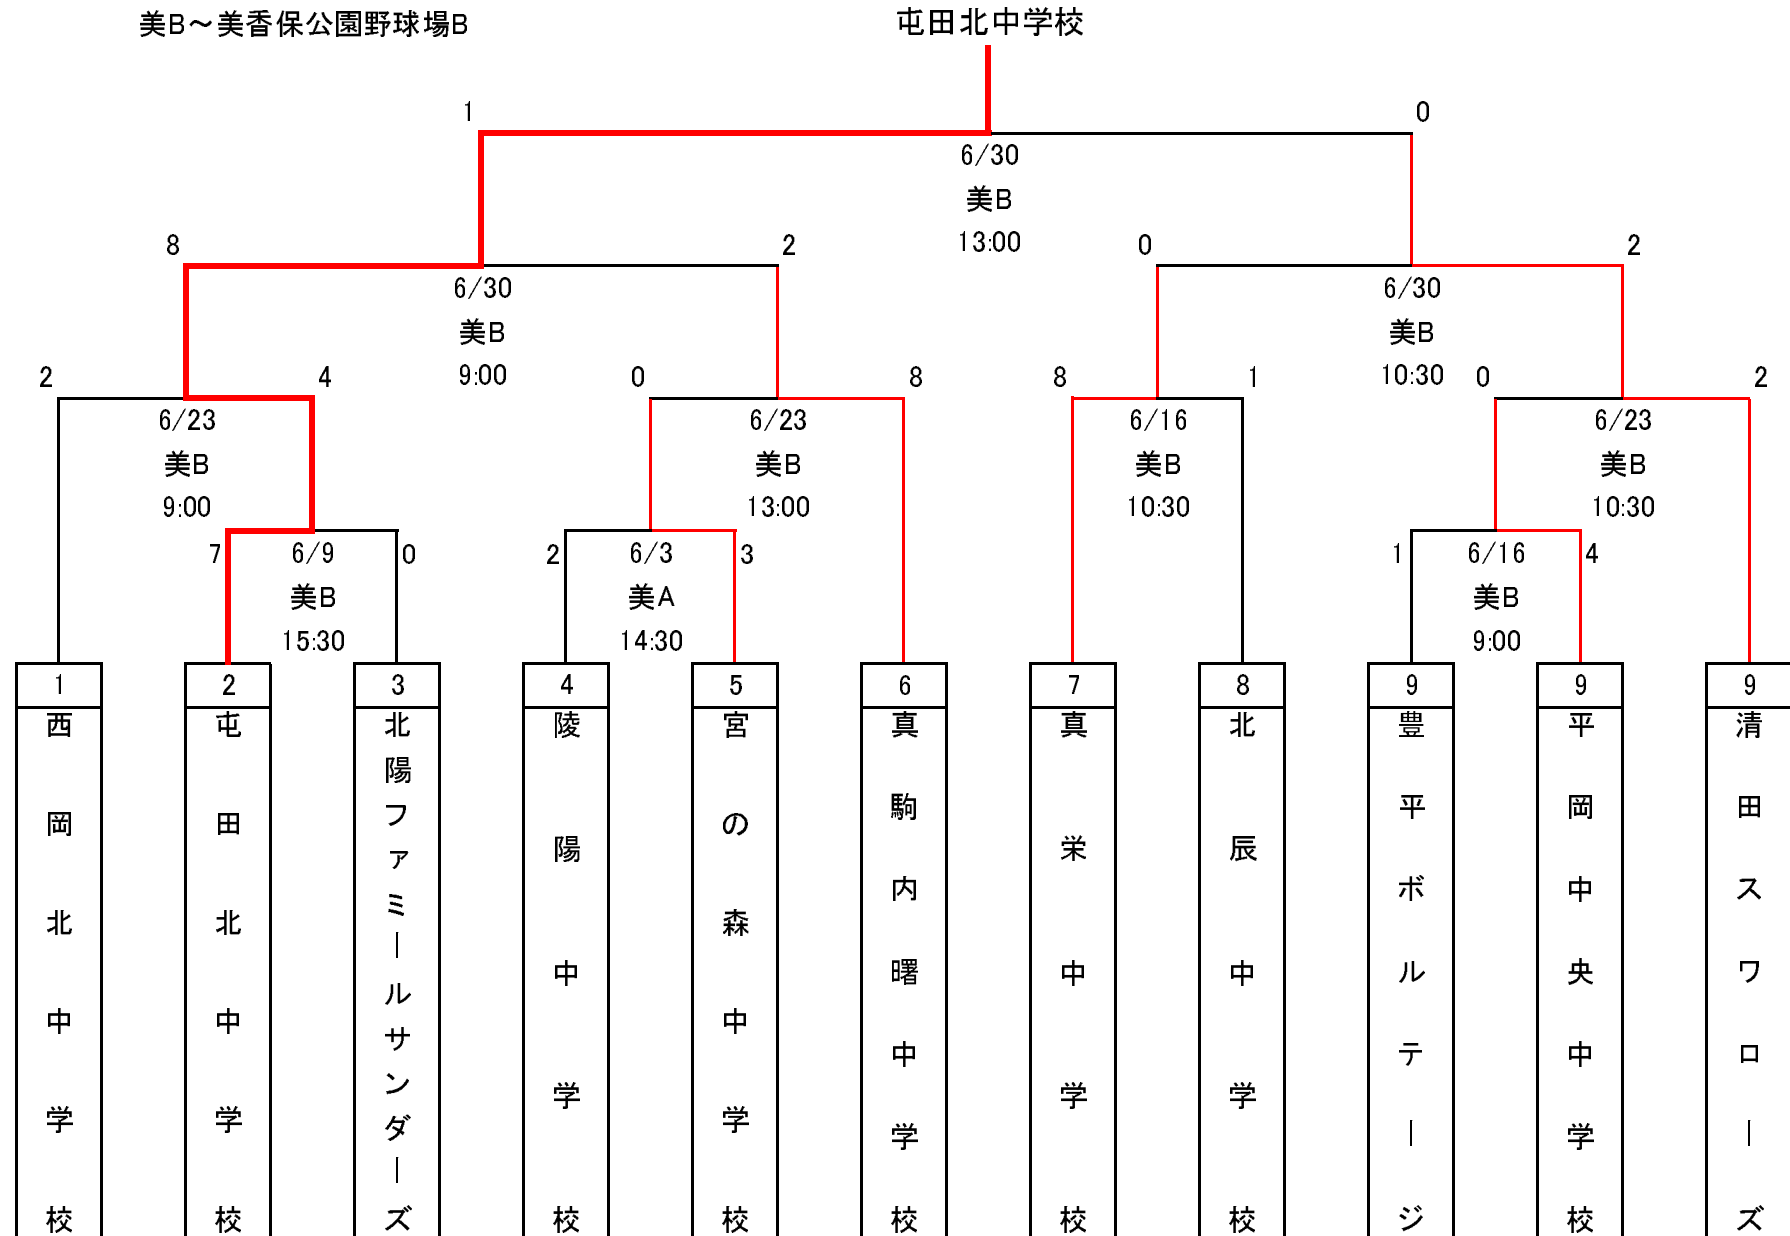 美B～美香保公園野球場B
屯田北中学校
1
0
6/30
美B
13:00
8
2
0
2
6/30
美B
9:00
6/30
美B
10:30
2
4
0
8
8
1
0
2
6/23
美B
9:00
6/23
美B
13:00
6/16
美B
10:30
6/23
美B
10:30
7
6/9
0
美B
15:30
2
6/3
3
美A
14:30
1
6/16
4
美B
9:00
1
西岡北中学校
2
屯田北中学校
3
北陽ファミールサンダーズ
4
陵陽中学校
5
宮の森中学校
6
真駒内曙中学校
7
真栄中学校
8
北辰中学校
9
豊平ボルテージ
9
平岡中央中学校
9
清田スワローズ